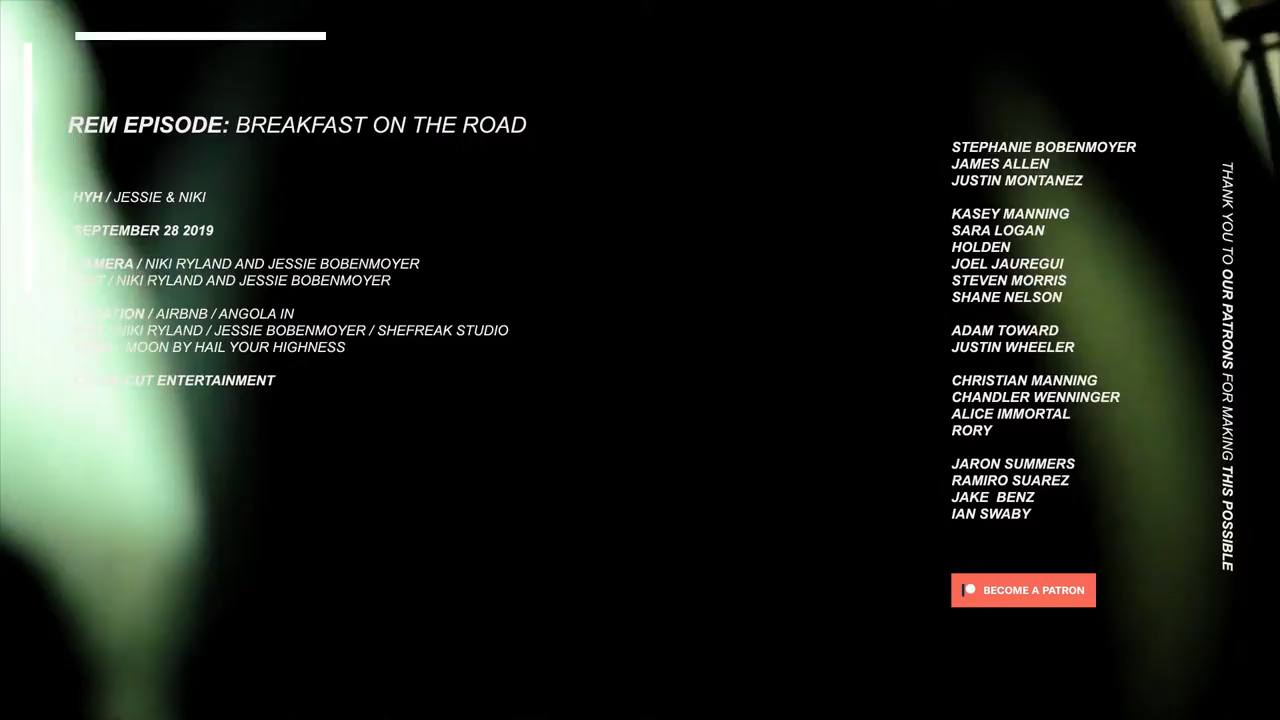 REM EPISODE: BREAKFAST ON THE ROAD
HYH / JESSIE & NIKI
SEPTEMBER 28 2019
CAMERA / NIKI RYLAND AND JESSIE BOBENMOYER
/ NIKI RYLAND AND JESSIE BOBENMOYER
LOCATION / AIRBNB / ANGOLA IN
NIKI RYLAND / JESSIE BOBENMOYER / SHEFREAK STUDIO
MOON BY HAIL YOUR HIGHNESS
CUT ENTERTAINMENT
STEPHANIE BOBENMOYER
JAMES ALLEN
JUSTIN MONTANEZ
KASEY MANNING
SARA LOGAN
HOLDEN
JOEL JAUREGUI
STEVEN MORRIS
SHANE NELSON
ADAM TOWARD
JUSTIN WHEELER
CHRISTIAN MANNING
CHANDLER WENNINGER
ALICE IMMORTAL
RORY
JARON SUMMERS
RAMIRO SUAREZ
JAKE BENZ
IAN SWABY
BECOME A PATRON
THANK YOU TO OUR PATRONS FOR MAKING THIS POSSIBLE